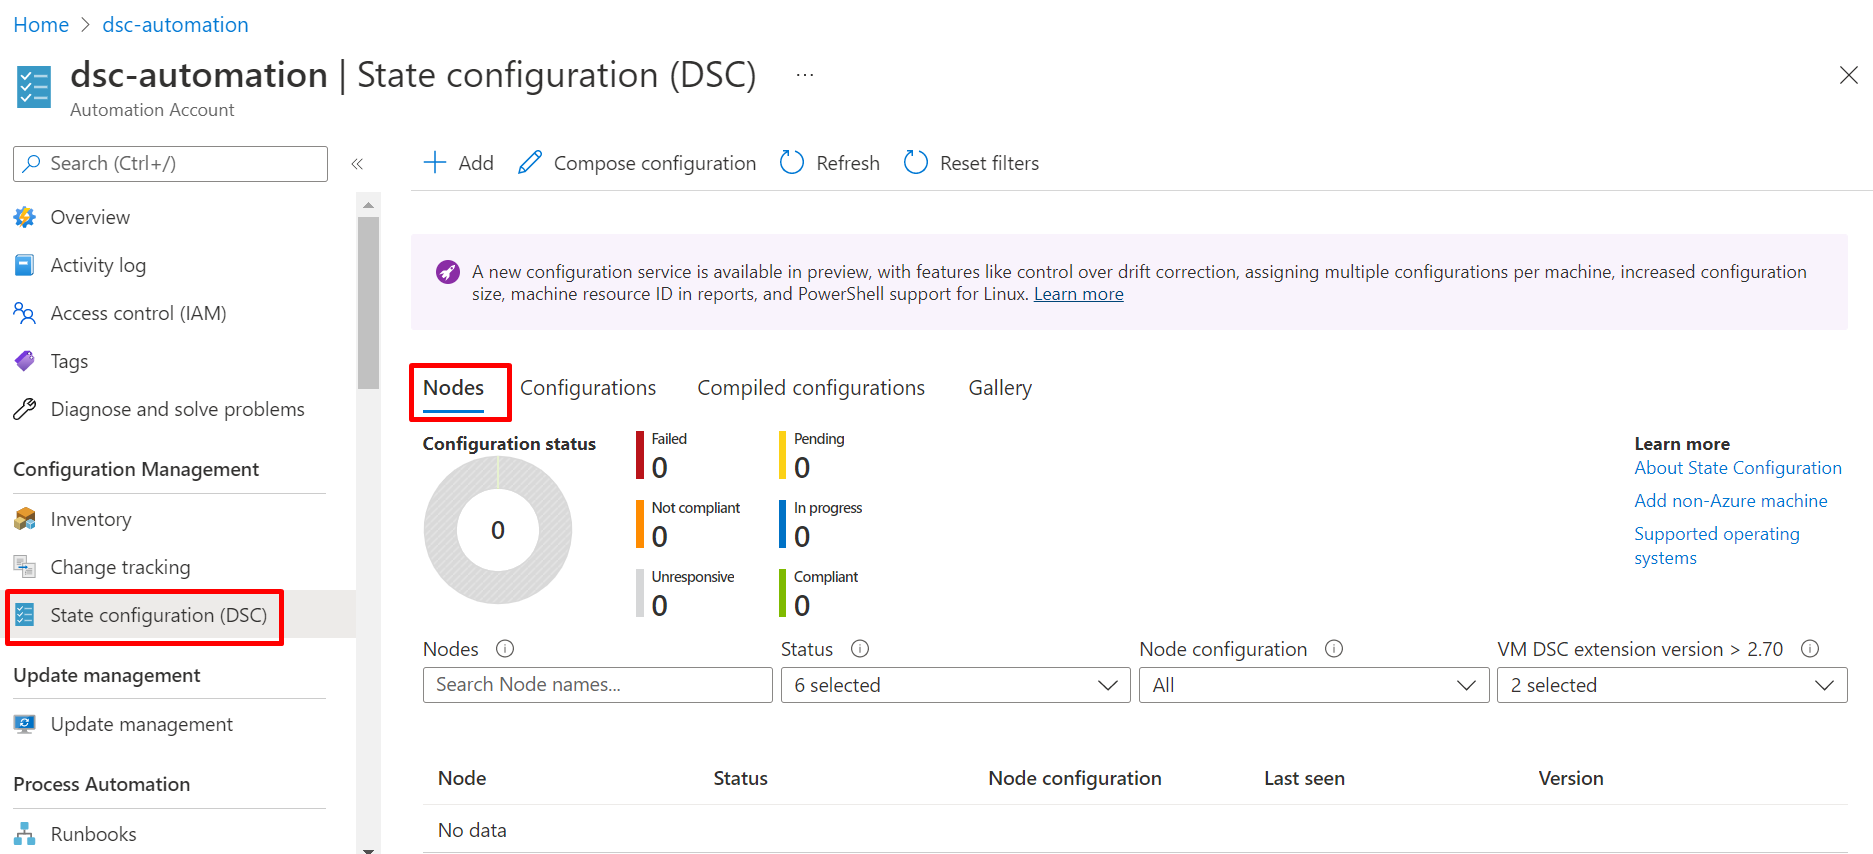 Home > dsc-automation
dsc-automation | State configuration (DSC) ...
Automation Account
Search (Ctrl+/) «
Add Compose configuration Refresh Reset filters
Overview
Activity log
Access control (IAM)
Tags
Diagnose and solve problems
Configuration Management
Inventory
Change tracking
State configuration (DSC)
Update management
Update management
Process Automation
Runbooks
A new configuration service is available in preview, with features like control over drift correction, assigning multiple configurations per machine, increased configuration
size, machine resource ID in reports, and PowerShell support for Linux. Learn more
Nodes Configurations Compiled configurations Gallery
Configuration status
0
Failed
0
Pending
0
Not compliant
0
In progress
0
Unresponsive
0
Compliant
0
Learn more
About State Configuration
Add non-Azure machine
Supported operating
systems
Nodes Status Node configuration VM DSC extension version > 2.70
Search Node names... 6 selected All 2 selected
Node Status Node configuration Last seen Version
No data